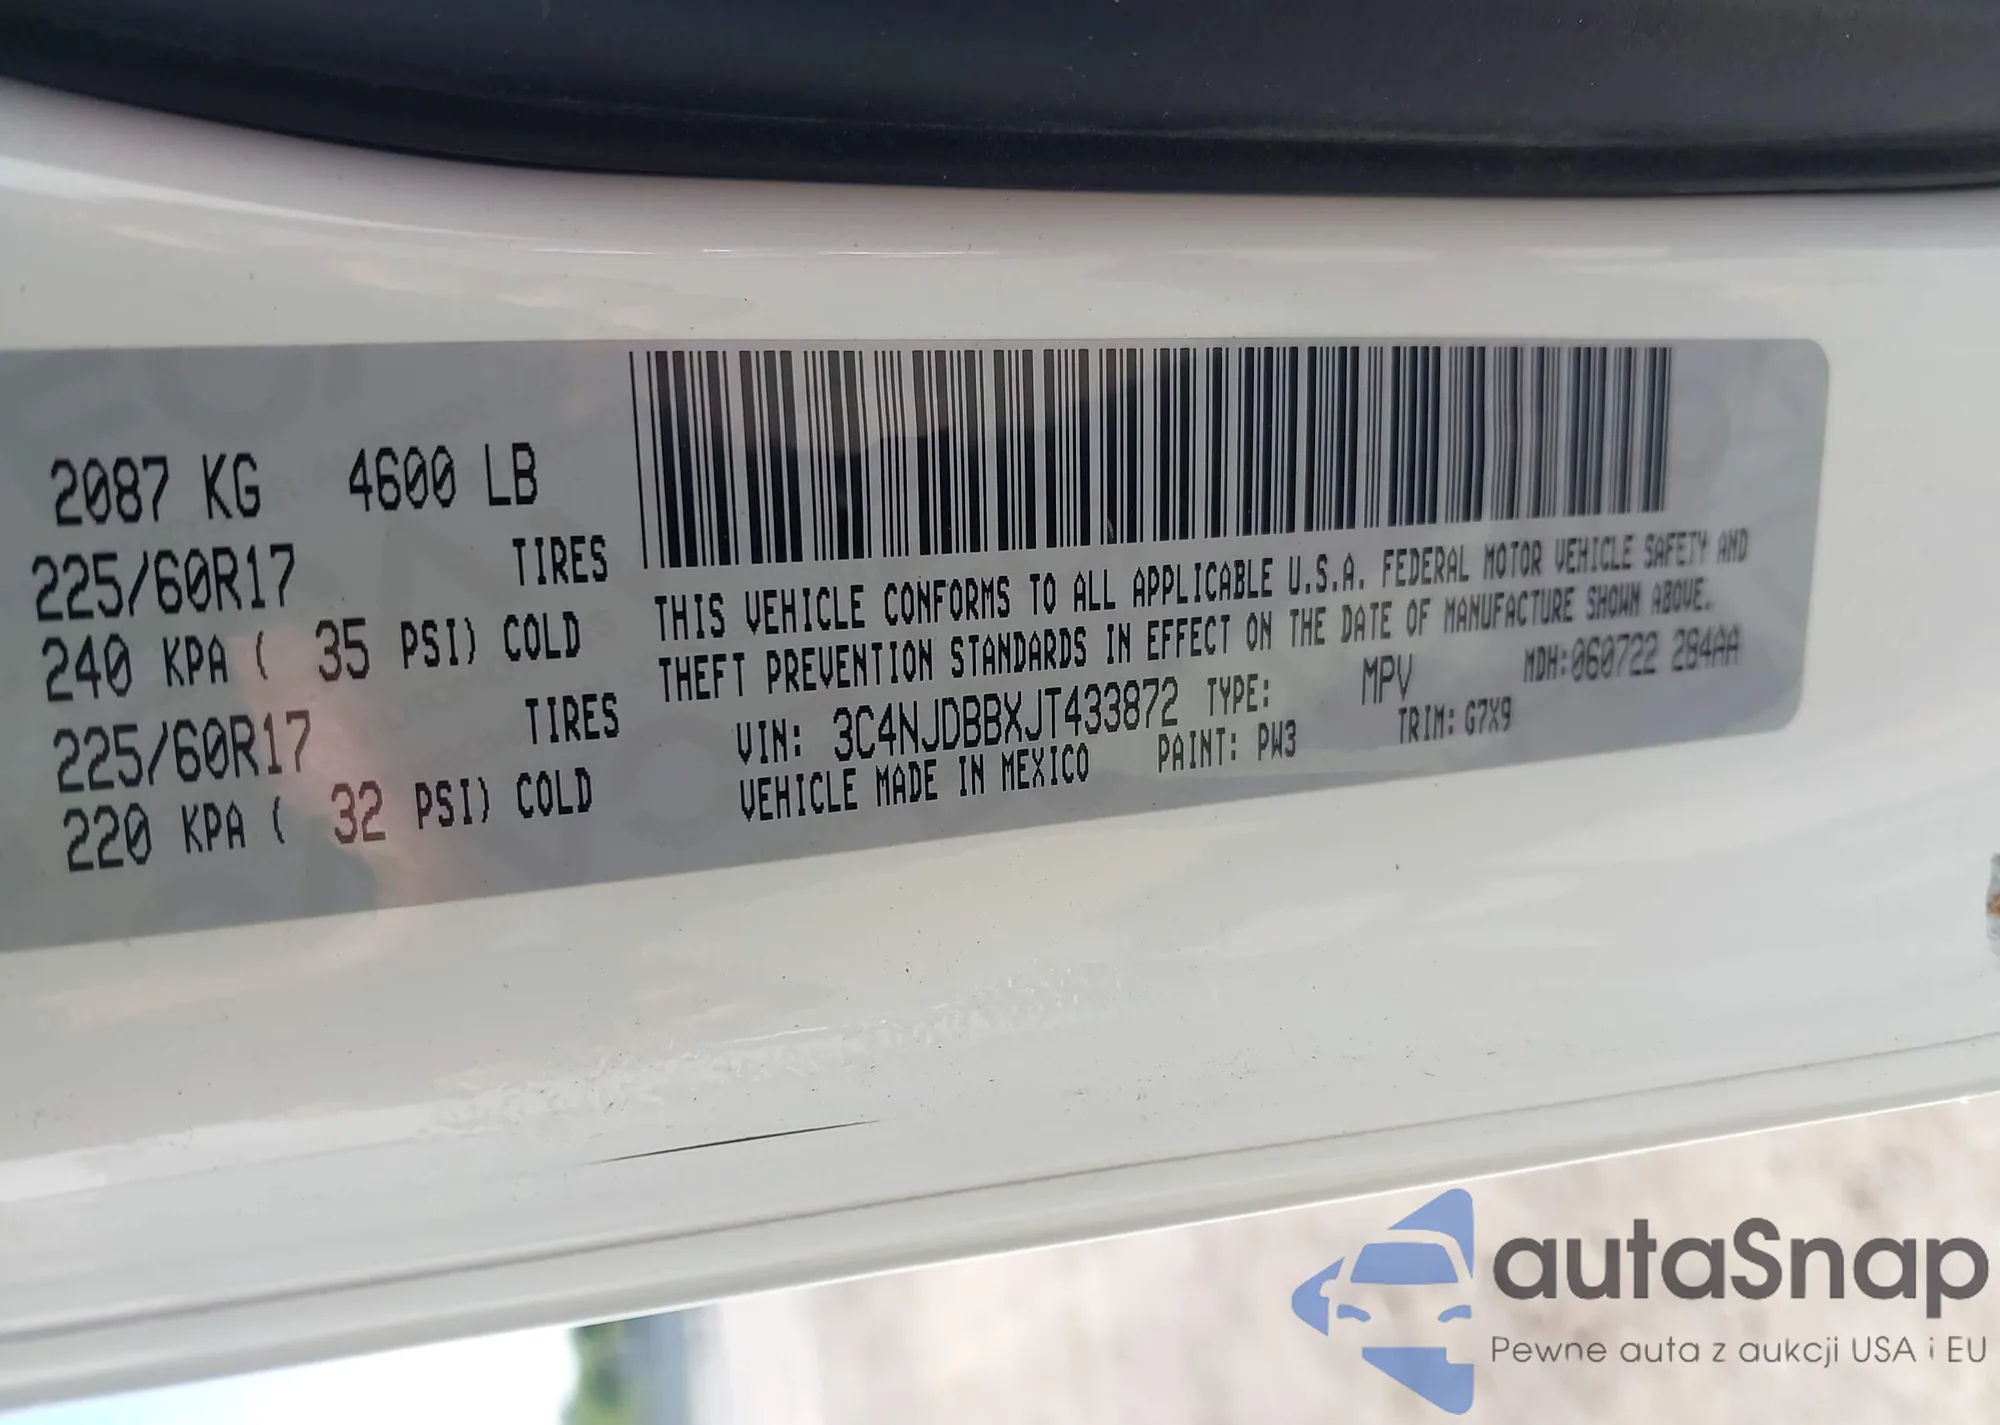 2087 KG 4600 LB
225/60R17 TIRES
240 KPA ( 35 PSI) COLD
225/60R17 TIRES
220 KPA ( 32 PSI) COLD
THIS VEHICLE CONFORMS TO ALL APPLICABLE U.S.A. FEDERAL MOTOR VEHICLE SAFETY AND
THEFT PREVENTION STANDARDS IN EFFECT ON THE DATE OF MANUFACTURE SHOWN ABOVE.
VIN: 3C4NJDBBXJT433872 TYPE: MPV MDH:060722 284AA
VEHICLE MADE IN MEXICO PAINT: PW3 TRIM: G7X9
autaSnap
Pewne auta z aukcji USA i EU